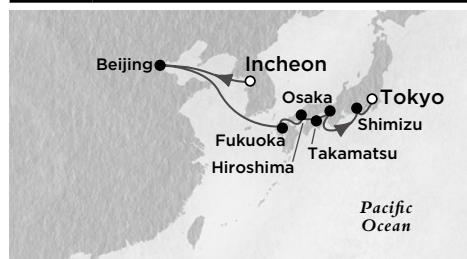 Beijing
Incheon
Osaka
Tokyo
Shimizu
Fukuoka
Takamatsu
Hiroshima
Pacific
Ocean